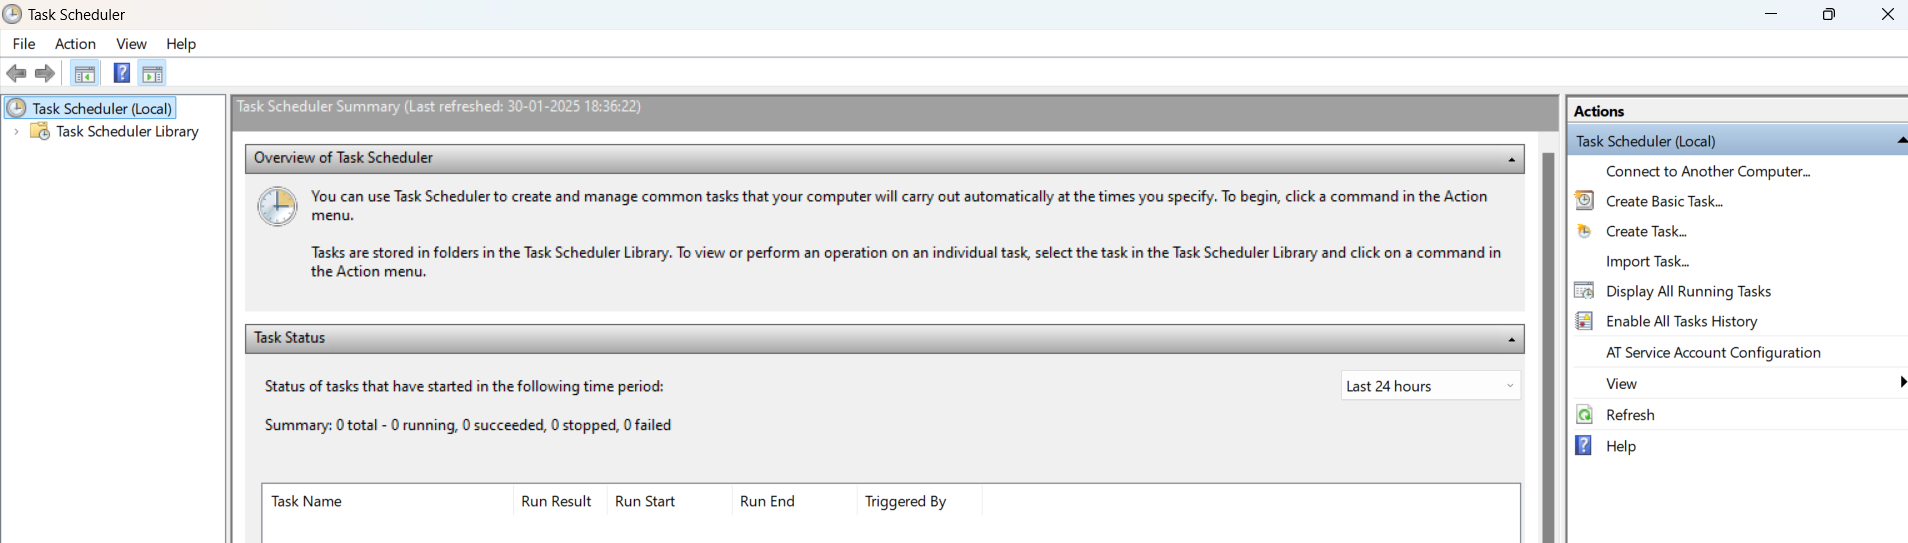 Task Scheduler
File Action View Help
Task Scheduler (Local)
Task Scheduler Library
Task Scheduler Summary (Last refreshed: 30-01-2025 18:36:22)
Overview of Task Scheduler
You can use Task Scheduler to create and manage common tasks that your computer will carry out automatically at the times you specify. To begin, click a command in the Action
menu.
Tasks are stored in folders in the Task Scheduler Library. To view or perform an operation on an individual task, select the task in the Task Scheduler Library and click on a command in
the Action menu.
Task Status
Status of tasks that have started in the following time period:
Last 24 hours
Summary: 0 total - 0 running, 0 succeeded, 0 stopped, 0 failed
Task Name Run Result Run Start Run End Triggered By
Actions
Task Scheduler (Local)
Connect to Another Computer...
Create Basic Task...
Create Task...
Import Task...
Display All Running Tasks
Enable All Tasks History
AT Service Account Configuration
View
Refresh
Help